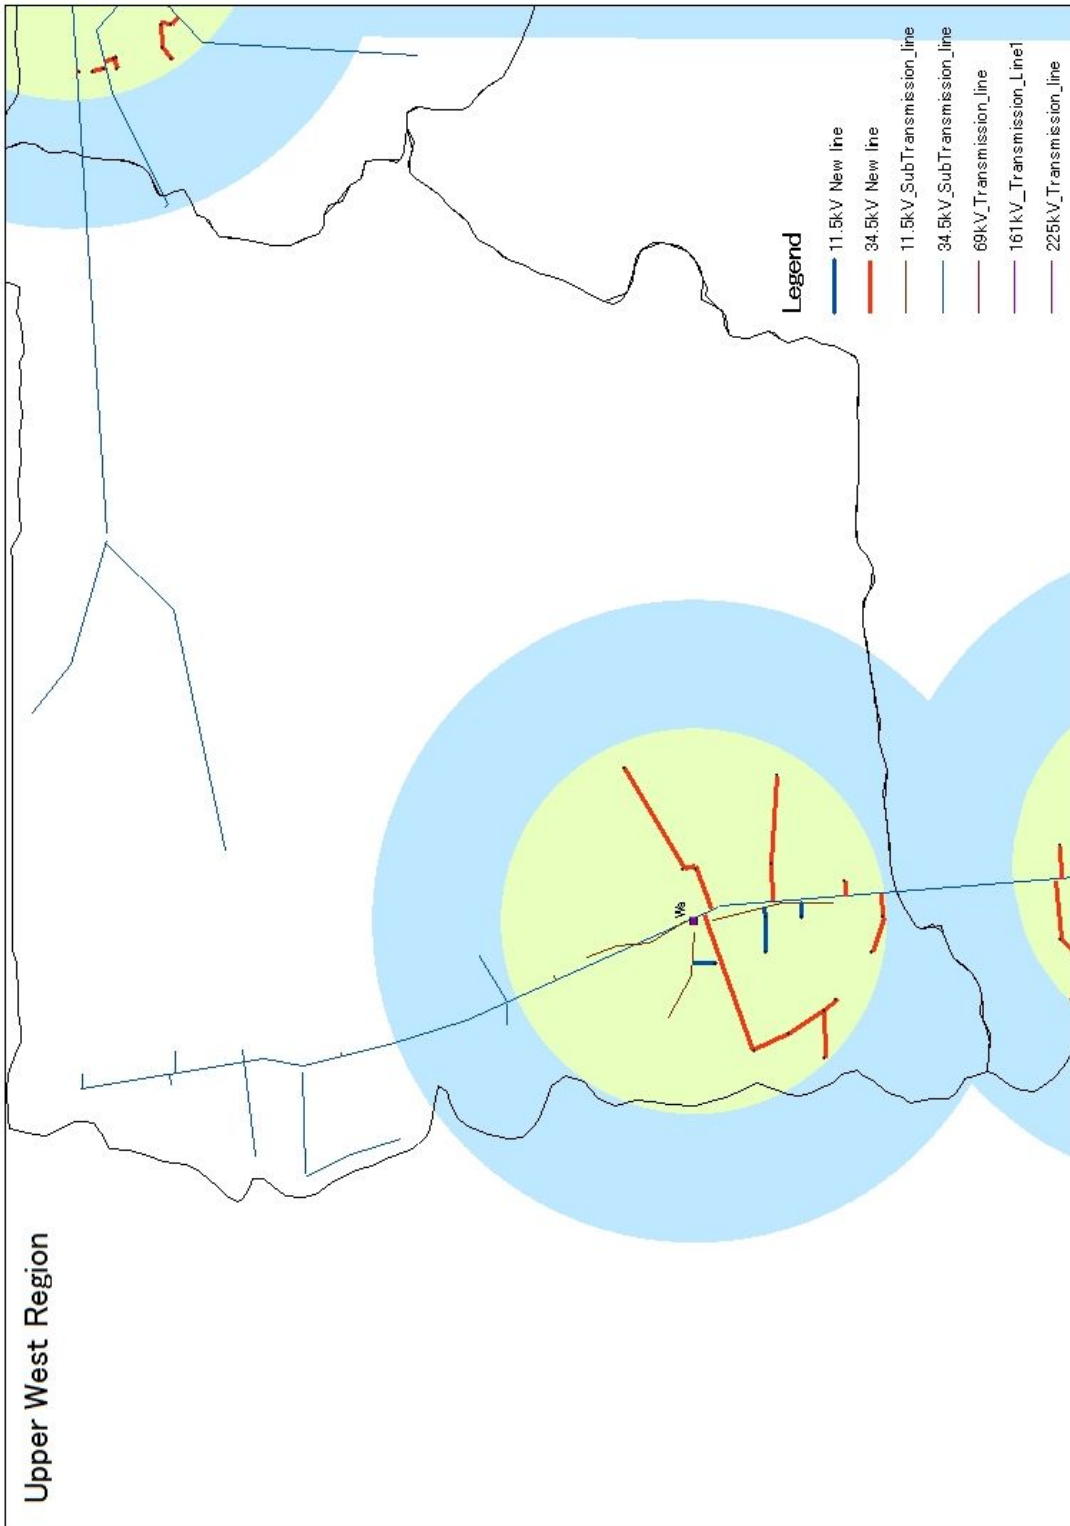 Upper West Region
Wa
Legend
11.5kV New line
34.5kV New line
11.5kV_SubTransmission_line
34.5kV_SubTransmission_line
69kV_Transmission_line
161kV_Transmission_Line1
225kV_Transmission_line